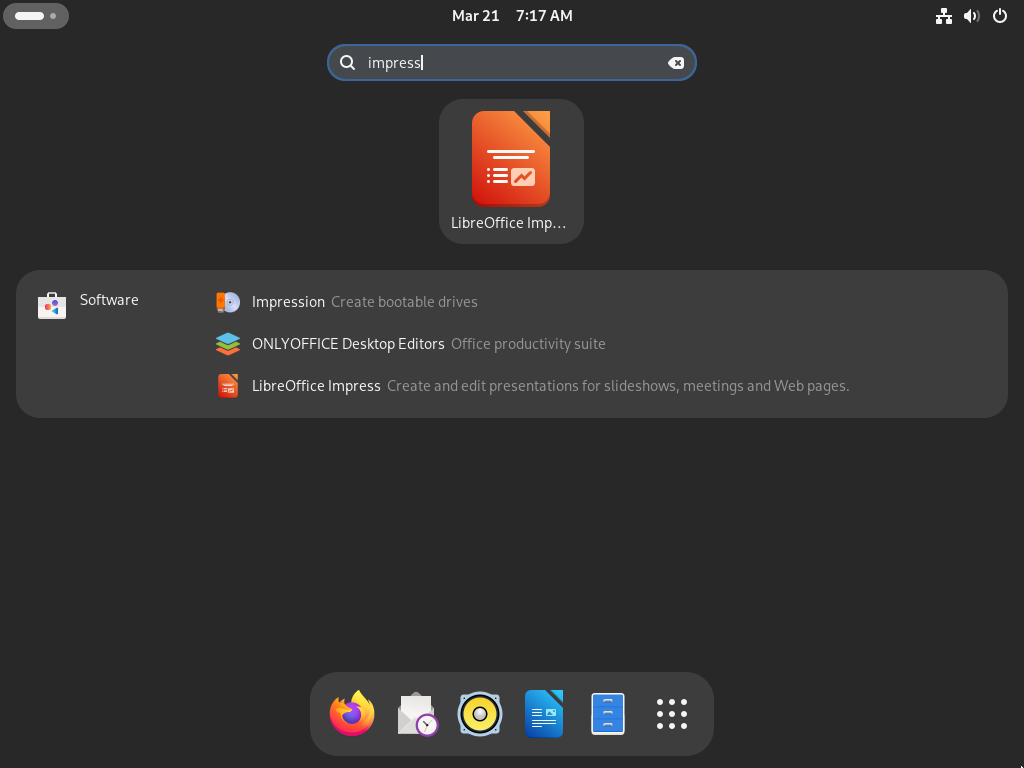 Mar 21 7:17 AM
impress
LibreOffice Imp…
Software
Impression Create bootable drives
ONLYOFFICE Desktop Editors Office productivity suite
LibreOffice Impress Create and edit presentations for slideshows, meetings and Web pages.